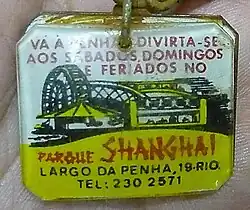 VÁ À PENHA E DIVIRTA-SE
AOS SÁBADOS, DOMINGOS
E FERIADOS NO
PARQUE SHANGHAI
LARGO DA PENHA, 19-RIO
TEL: 230 2571